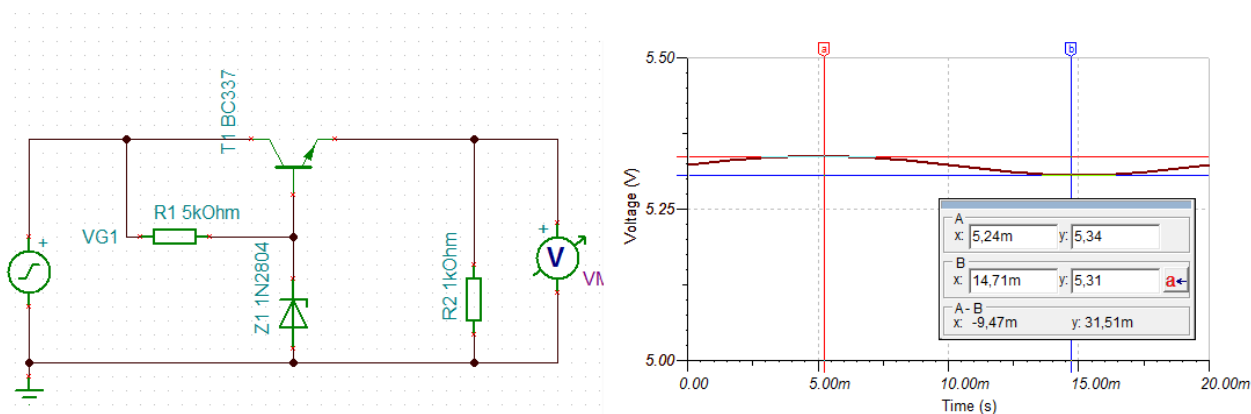 T1 BC337
R1 5kOhm
VG1
+
Z1 1N2804
R2 1kOhm
+
V
VM
a
b
5.50
5.25
5.00
Voltage (V)
0.00
5.00m
10.00m
15.00m
20.00m
Time (s)
A
x: 5,24m y: 5,34
B
x: 14,71m y: 5,31
a
A - B
x: -9,47m y: 31,51m